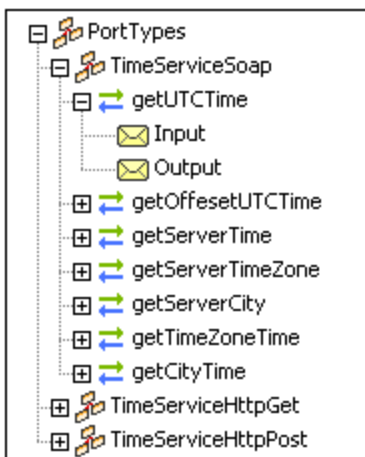 PortTypes
TimeServiceSoap
getUTCTime
Input
Output
getOffesetUTCTime
getServerTime
getServerTimeZone
getServerCity
getTimeZoneTime
getCityTime
TimeServiceHttpGet
TimeServiceHttpPost